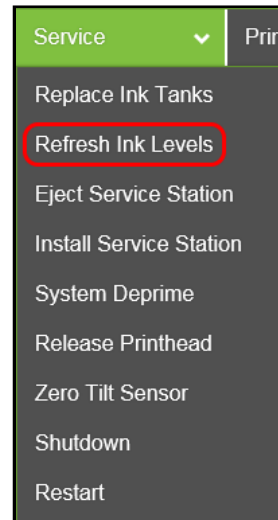 Service Prin
Replace Ink Tanks
Refresh Ink Levels
Eject Service Station
Install Service Station
System Deprime
Release Printhead
Zero Tilt Sensor
Shutdown
Restart